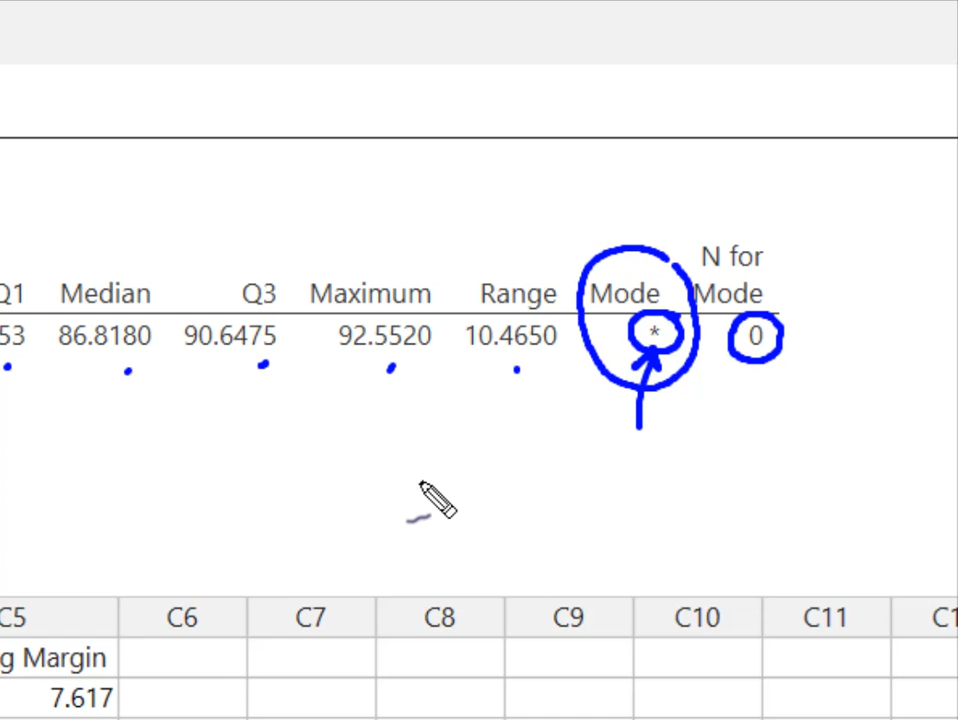 N for
Q1 Median Q3 Maximum Range Mode Mode
53 86.8180 90.6475 92.5520 10.4650 * 0
C5 C6 C7 C8 C9 C10 C11 C1
g Margin
7.617